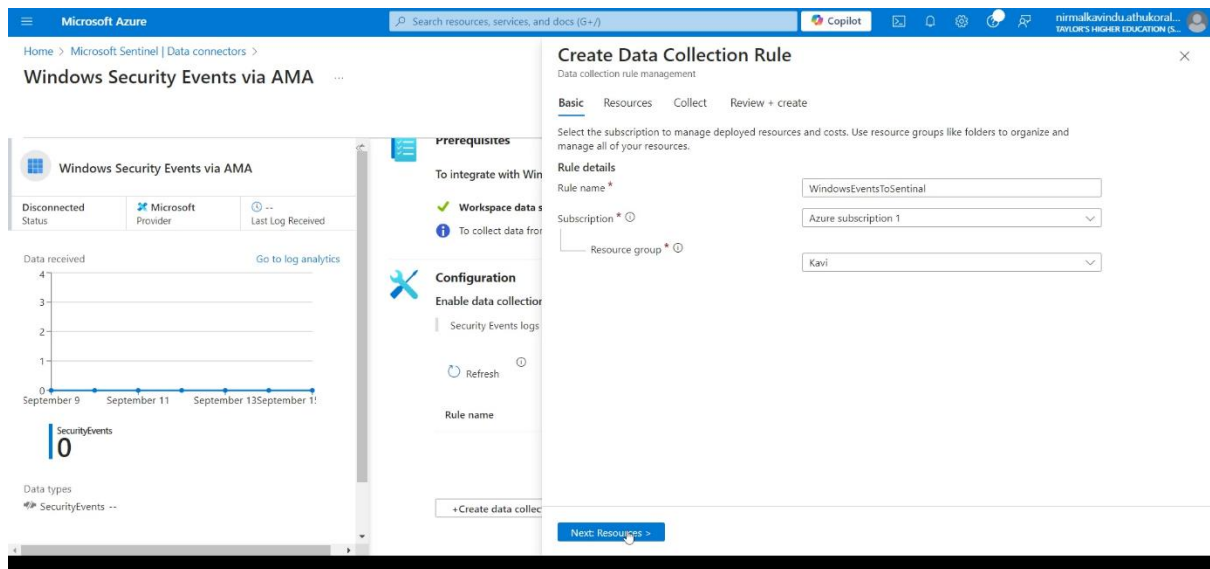 Microsoft Azure
Search resources, services, and docs (G+/)
Copilot
nirmalkavindu.athukoral...
TAYLOR'S HIGHER EDUCATION (S...
Home > Microsoft Sentinel | Data connectors >
Windows Security Events via AMA ...
Windows Security Events via AMA
Disconnected
Status
Microsoft
Provider
--
Last Log Received
Data received
Go to log analytics
4
3
2
1
0
September 9 September 11 September 13 September 1
SecurityEvents
0
Data types
SecurityEvents --
Prerequisites
To integrate with Win
Workspace data s
To collect data fror
Configuration
Enable data collection
Security Events logs
Refresh
Rule name
+Create data collec
Create Data Collection Rule
Data collection rule management
Basic Resources Collect Review + create
Select the subscription to manage deployed resources and costs. Use resource groups like folders to organize and
manage all of your resources.
Rule details
Rule name *
WindowsEventsToSentinal
Subscription *
Azure subscription 1
Resource group *
Kavi
Next: Resources >